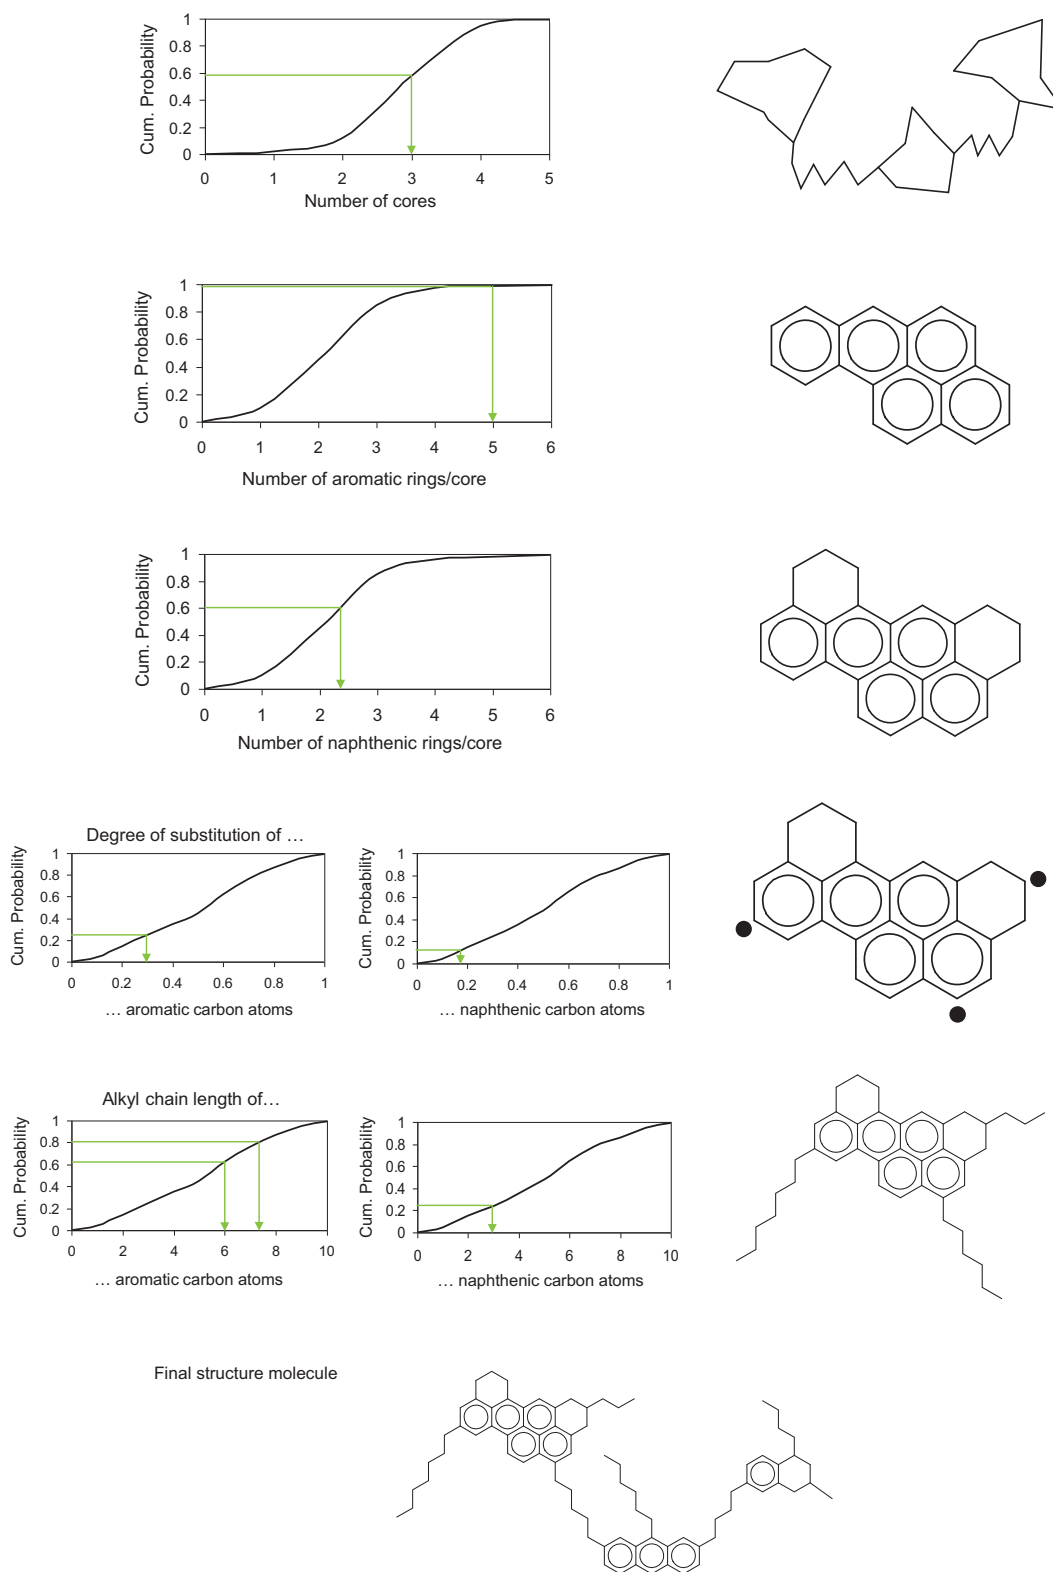 Cum. Probability
1
0.8
0.6
0.4
0.2
0
0 1 2 3 4 5
Number of cores
Cum. Probability
1
0.8
0.6
0.4
0.2
0
0 1 2 3 4 5 6
Number of aromatic rings/core
Cum. Probability
1
0.8
0.6
0.4
0.2
0
0 1 2 3 4 5 6
Number of naphthenic rings/core
Degree of substitution of …
Cum. Probability
1
0.8
0.6
0.4
0.2
0
0 0.2 0.4 0.6 0.8 1
… aromatic carbon atoms
Cum. Probability
1
0.8
0.6
0.4
0.2
0
0 0.2 0.4 0.6 0.8 1
… naphthenic carbon atoms
Alkyl chain length of…
Cum. Probability
1
0.8
0.6
0.4
0.2
0
0 2 4 6 8 10
… aromatic carbon atoms
Cum. Probability
1
0.8
0.6
0.4
0.2
0
0 2 4 6 8 10
… naphthenic carbon atoms
Final structure molecule